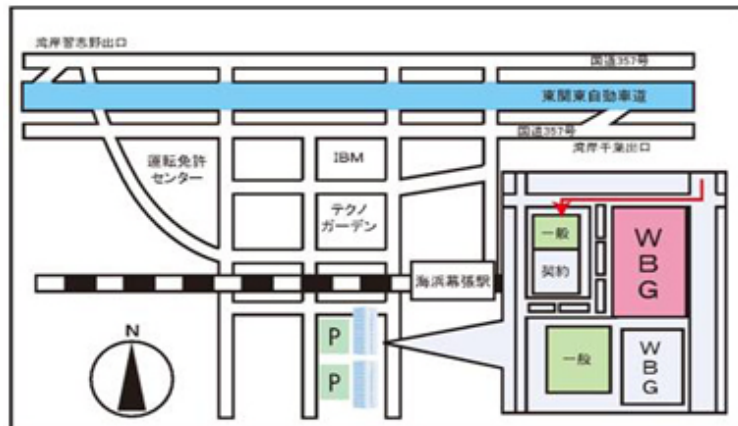 湾岸習志野出口
国道357号
東関東自動車道
国道357号
湾岸千葉出口
運転免許
センター
IBM
テクノ
ガーデン
海浜幕張駅
N
P
P
一般
契約
WBG
一般
WBG